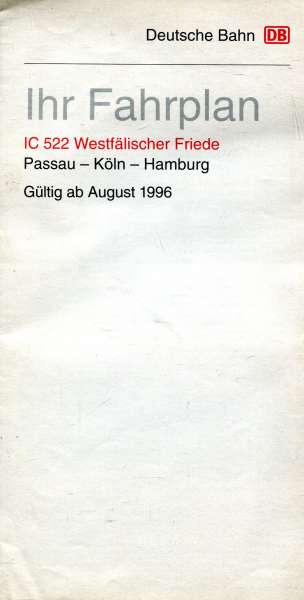 Deutsche Bahn DB
Ihr Fahrplan
IC 522 Westfälischer Friede
Passau – Köln – Hamburg
Gültig ab August 1996